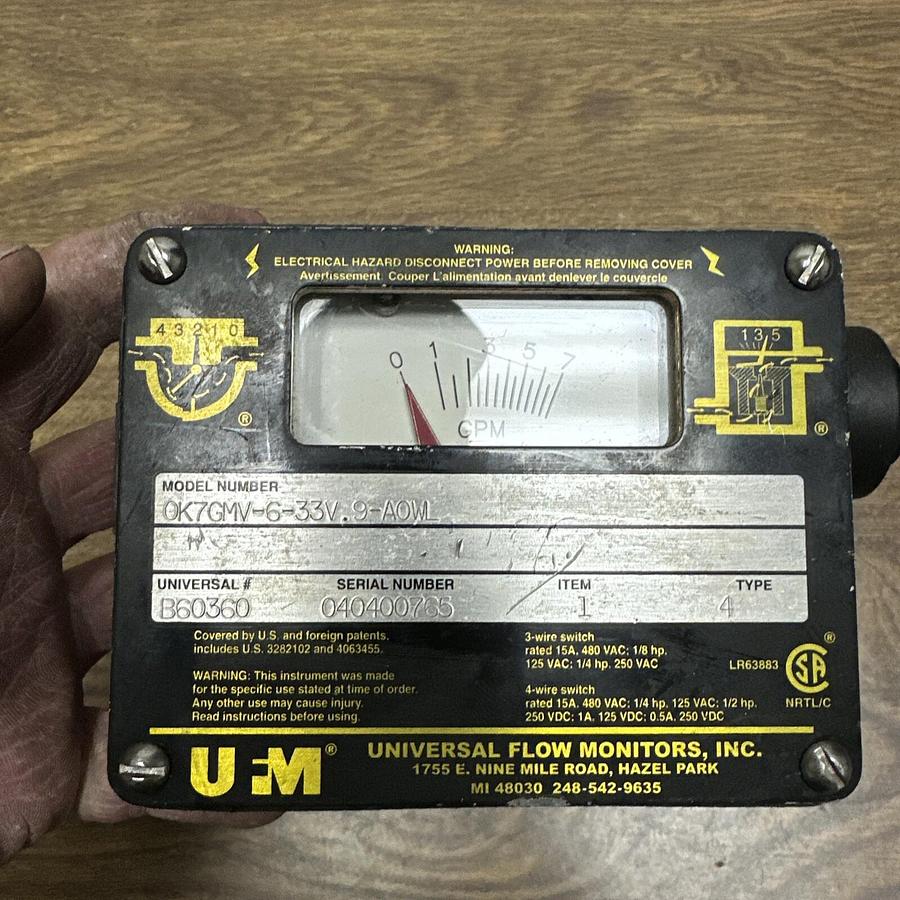 WARNING:
ELECTRICAL HAZARD DISCONNECT POWER BEFORE REMOVING COVER
Avertissement Couper L'alimentation avant denlever le couvercle
4 3 2 1 0
0 1 3 5 7
GPM
1 3 5
®
®
MODEL NUMBER
OK7GMV-6-33V.9-AOWL
UNIVERSAL # SERIAL NUMBER ITEM TYPE
B60360 040400765 1 4
Covered by U.S. and foreign patents.
includes U.S. 3282102 and 4063455.
WARNING: This instrument was made
for the specific use stated at time of order.
Any other use may cause injury.
Read instructions before using.
3-wire switch
rated 15A, 480 VAC; 1/8 hp.
125 VAC; 1/4 hp. 250 VAC
4-wire switch
rated 15A, 480 VAC; 1/4 hp, 125 VAC; 1/2 hp.
250 VDC; 1A, 125 VDC; 0.5A, 250 VDC
LR63883 SA ®
NRTL/C
UFM® UNIVERSAL FLOW MONITORS, INC.
1755 E. NINE MILE ROAD, HAZEL PARK
MI 48030 248-542-9635